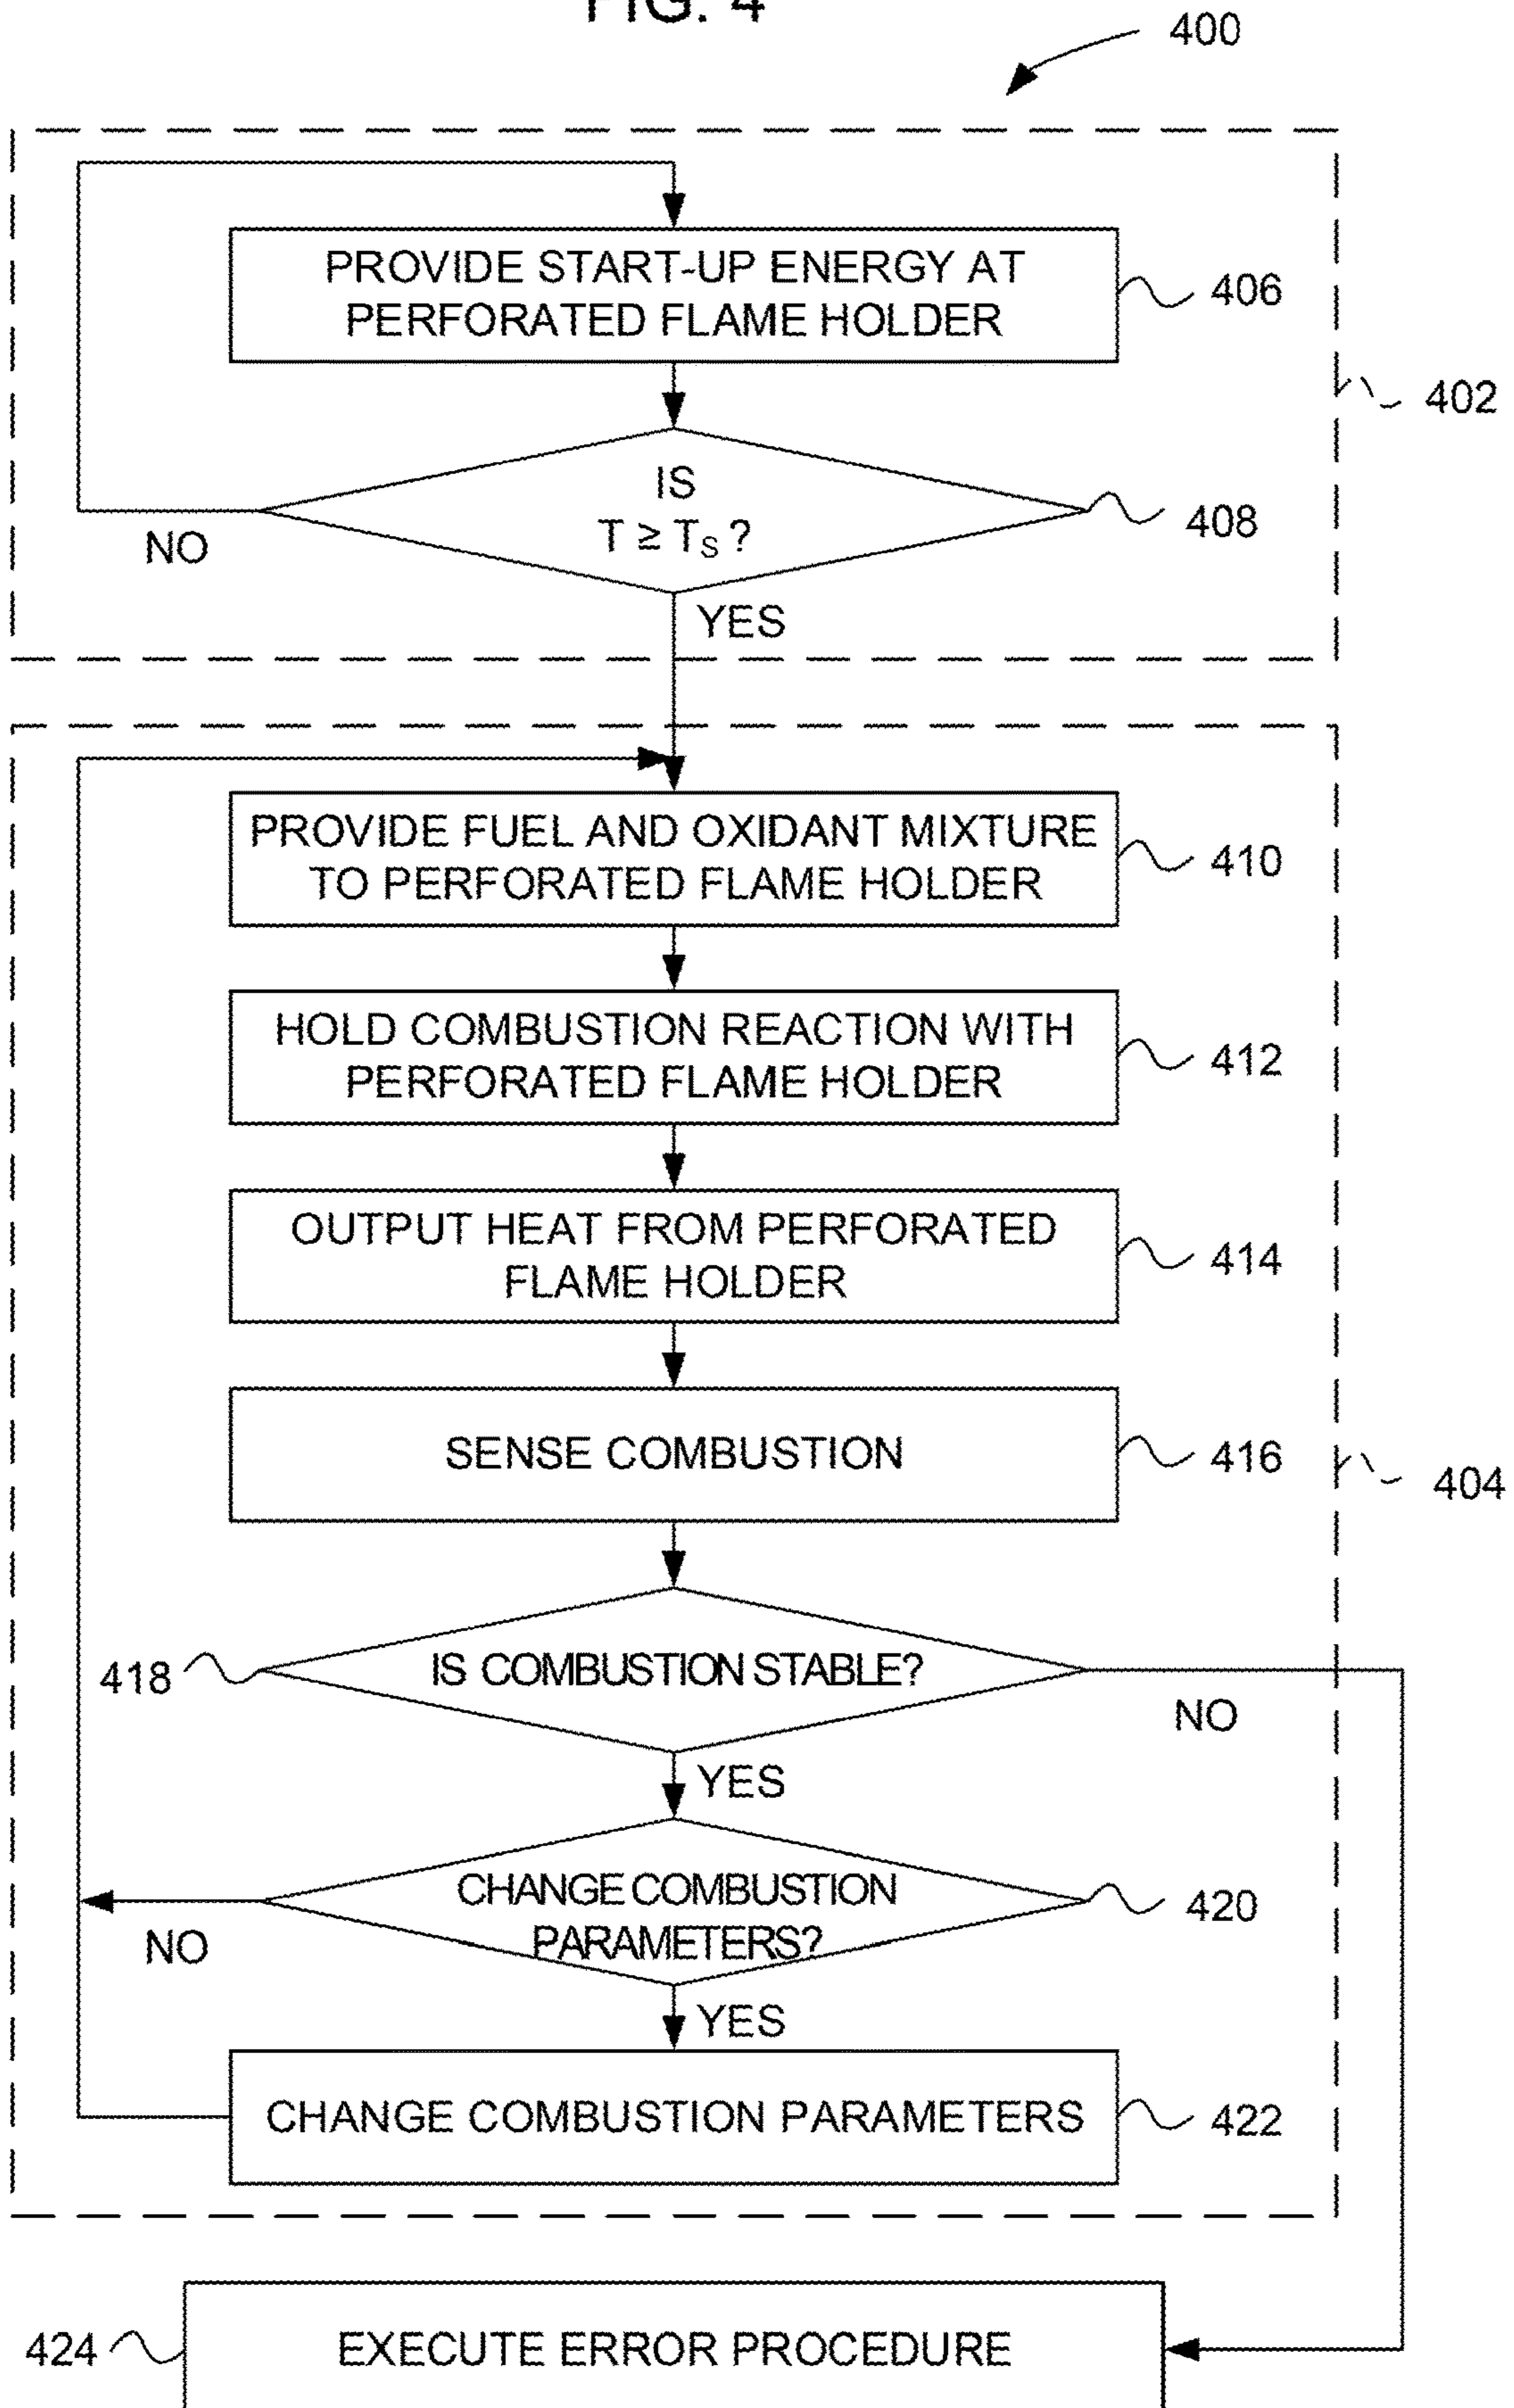 FIG. 4
400
PROVIDE START-UP ENERGY AT
PERFORATED FLAME HOLDER
406
402
IS
T ≥ TS ?
408
NO
YES
PROVIDE FUEL AND OXIDANT MIXTURE
TO PERFORATED FLAME HOLDER
410
HOLD COMBUSTION REACTION WITH
PERFORATED FLAME HOLDER
412
OUTPUT HEAT FROM PERFORATED
FLAME HOLDER
414
SENSE COMBUSTION
416
404
418
IS COMBUSTION STABLE?
NO
YES
CHANGE COMBUSTION
PARAMETERS?
420
NO
YES
CHANGE COMBUSTION PARAMETERS
422
424
EXECUTE ERROR PROCEDURE